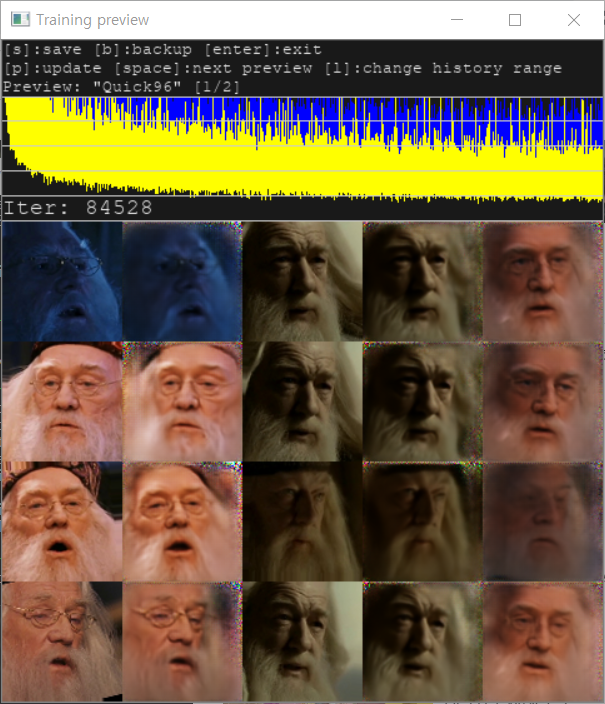 Training preview
[s]:save [b]:backup [enter]:exit
[p]:update [space]:next preview [l]:change history range
Preview: "Quick96" [1/2]
Iter: 84528